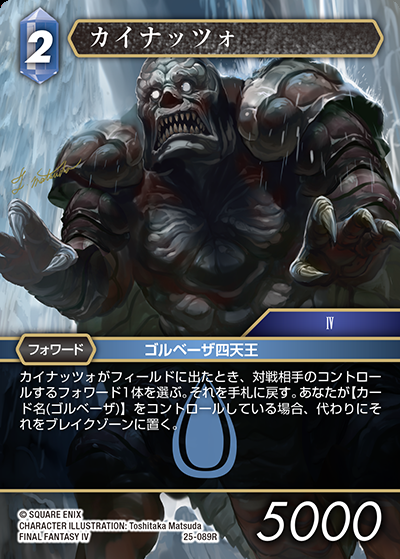 2
カイナッツォ
Ⅳ
フォワード
ゴルベーザ四天王
カイナッツォがフィールドに出たとき、対戦相手のコントロー
ルするフォワード1体を選ぶ。それを手札に戻す。あなたが【カー
ド名(ゴルベーザ)】をコントロールしている場合、代わりにそ
れをブレイクゾーンに置く。
© SQUARE ENIX
CHARACTER ILLUSTRATION: Toshitaka Matsuda
FINAL FANTASY IV
25-089R
5000